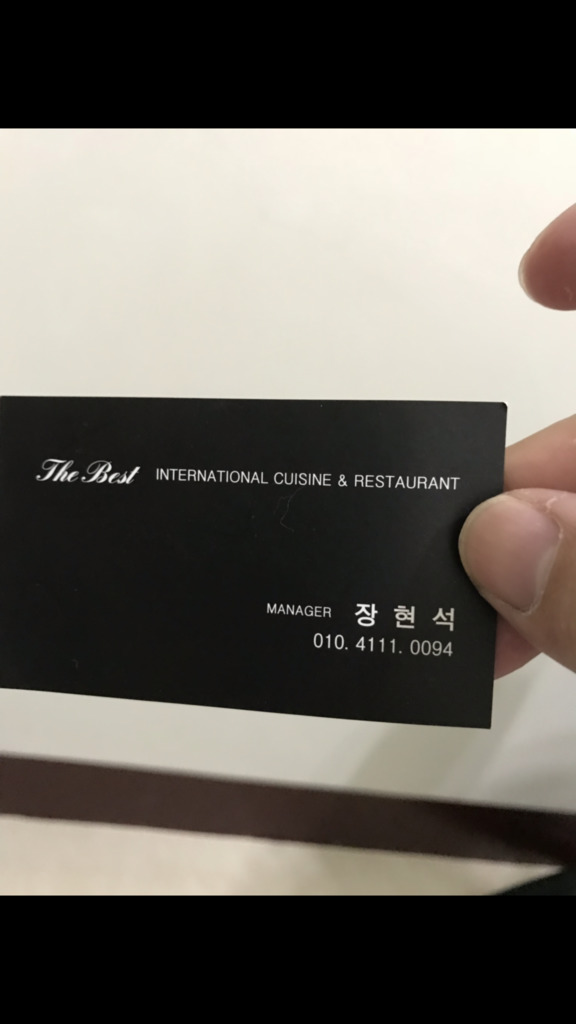 The Best INTERNATIONAL CUISINE & RESTAURANT
MANAGER 장 현 석
010. 4111. 0094